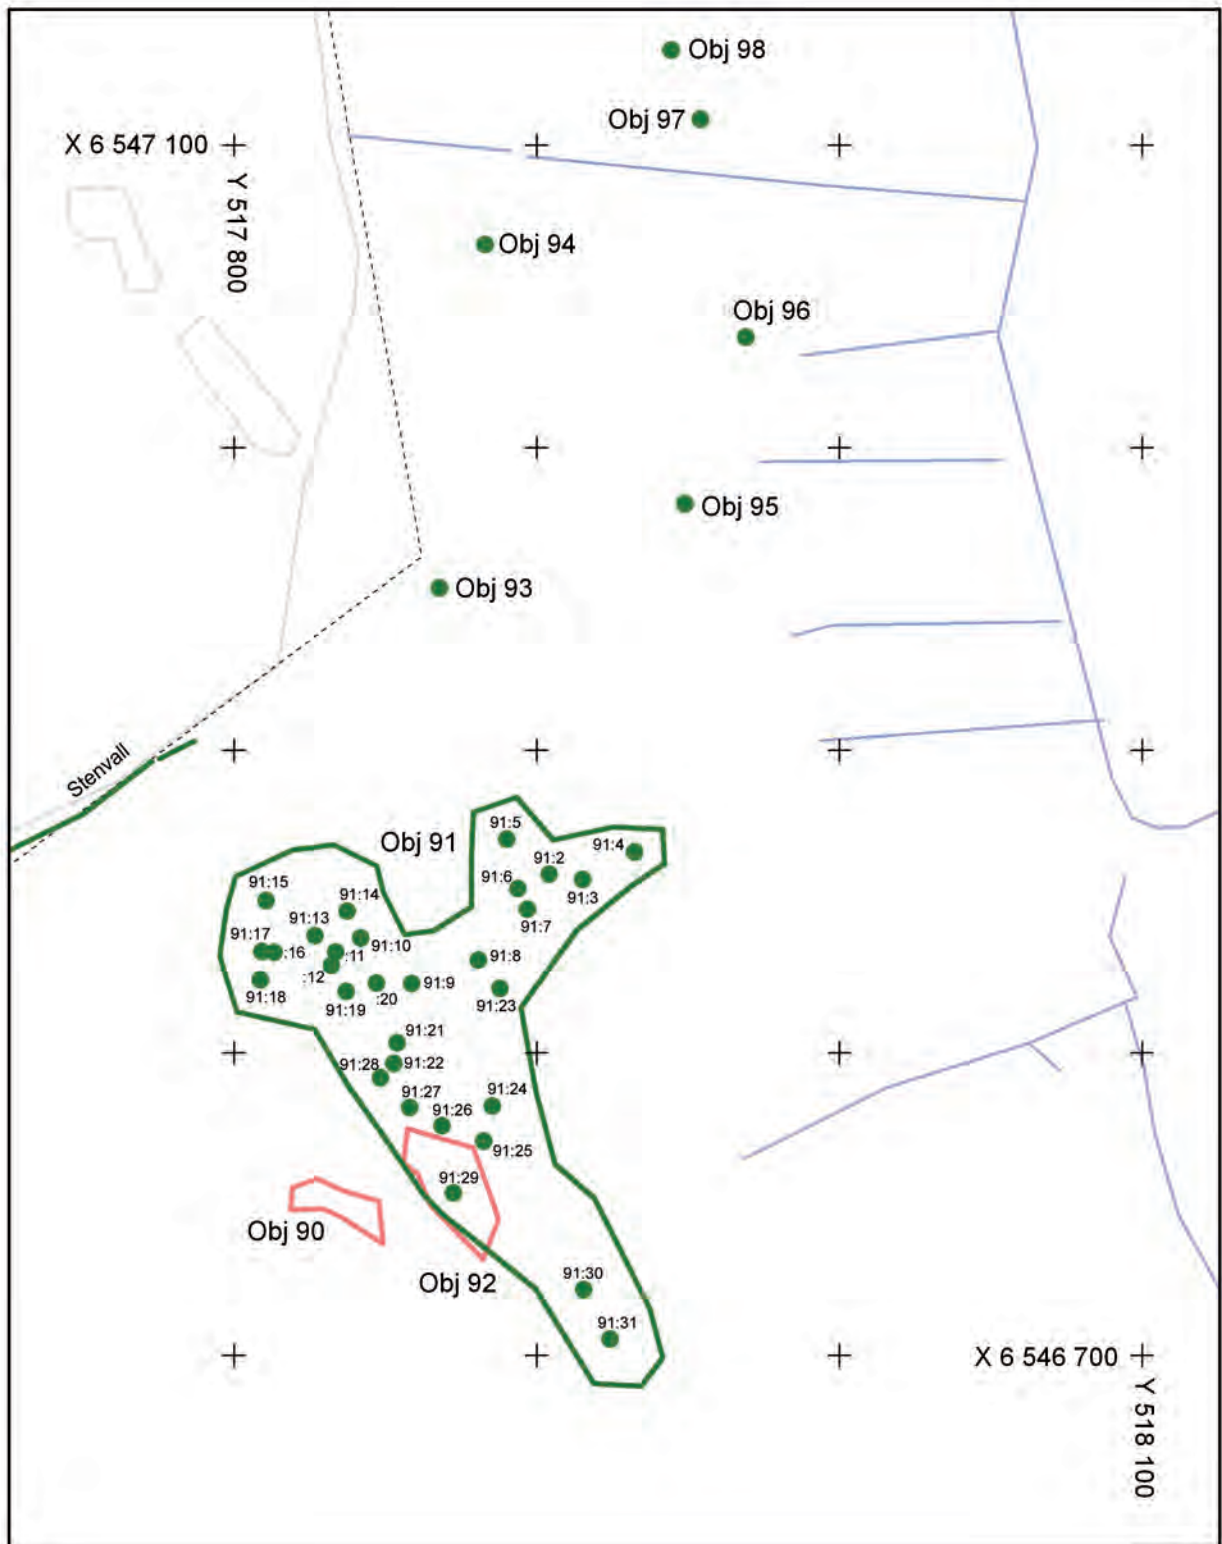 Obj 98
Obj 97
X 6 547 100
Y 517 800
Obj 94
Obj 96
Obj 95
Obj 93
Stenvall
Obj 91
91:5
91:4
91:2
91:6
91:3
91:7
91:15
91:14
91:13
91:10
91:17
:16
:11
:12
91:18
91:19
:20
91:9
91:8
91:23
91:21
91:22
91:28
91:27
91:26
91:24
91:25
91:29
Obj 90
Obj 92
91:30
91:31
X 6 546 700
Y 518 100